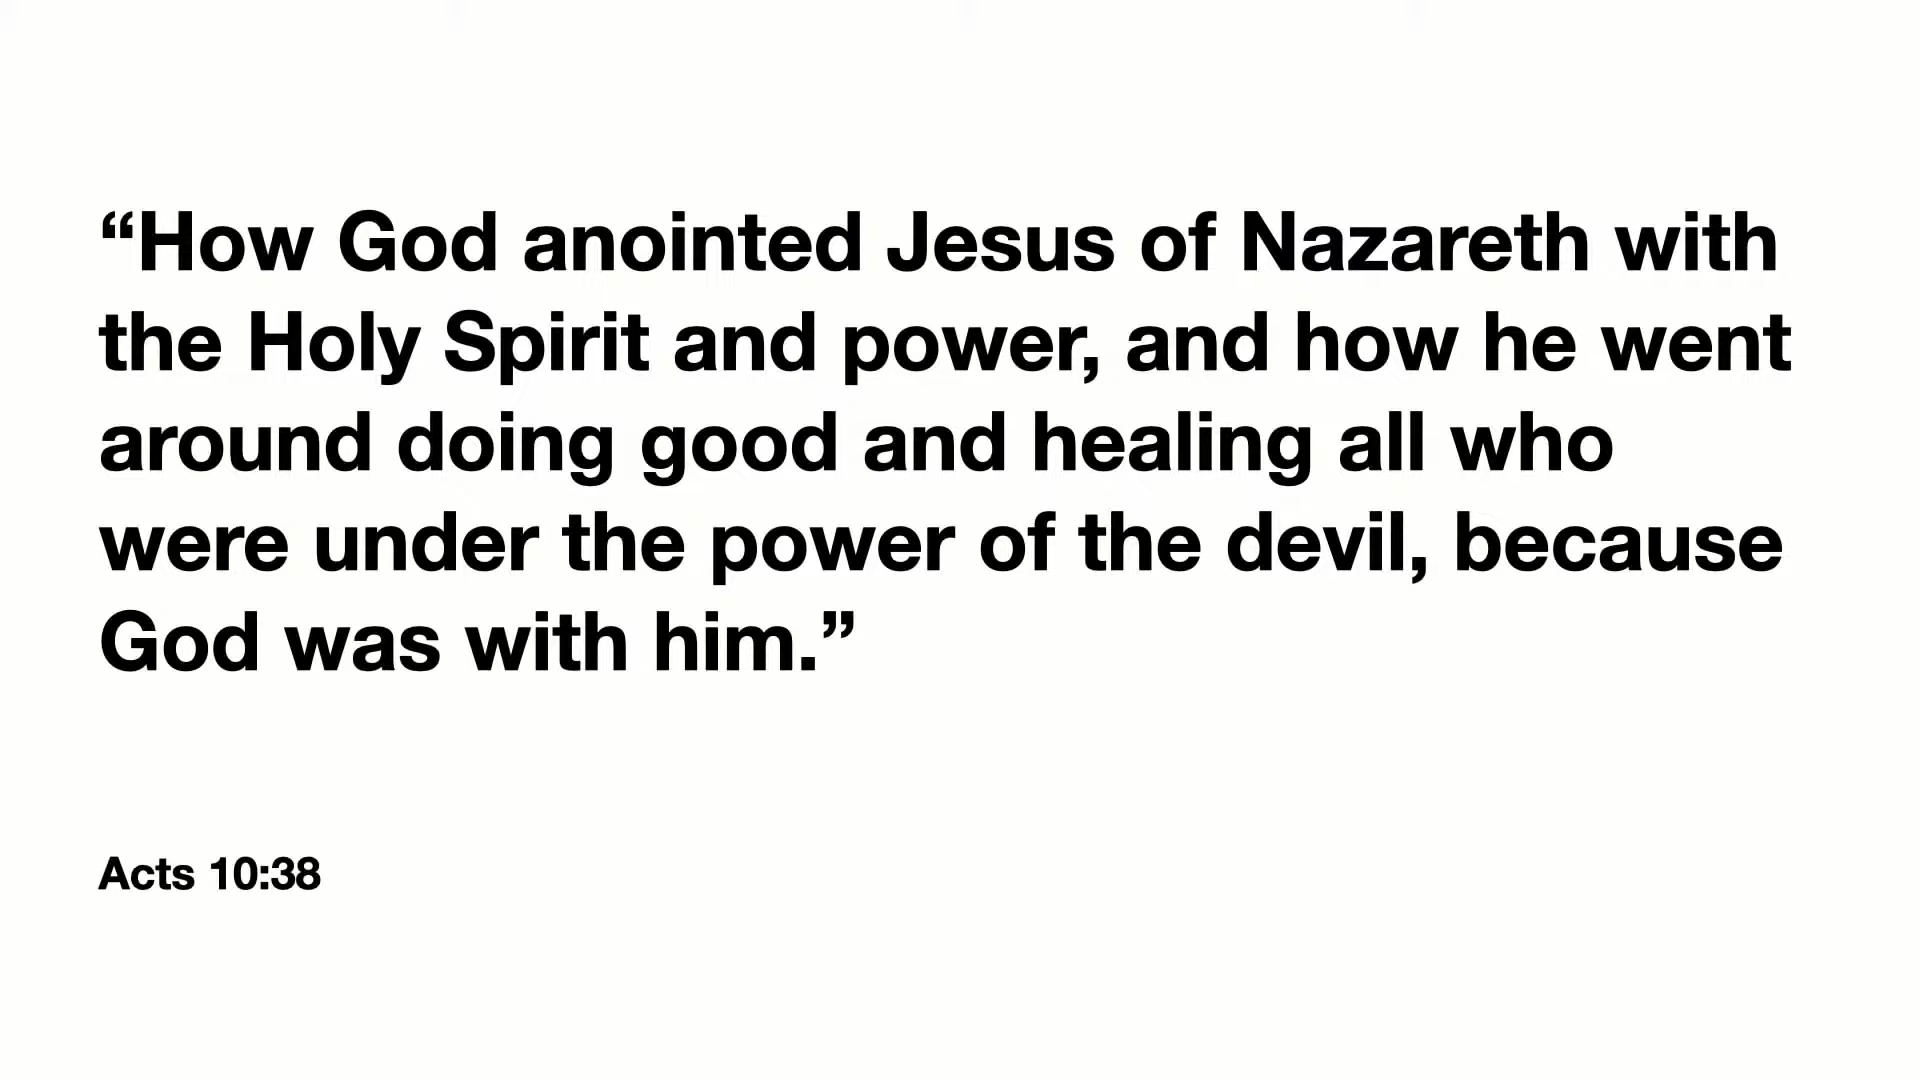 “How God anointed Jesus of Nazareth with
the Holy Spirit and power, and how he went
around doing good and healing all who
were under the power of the devil, because
God was with him.”
Acts 10:38